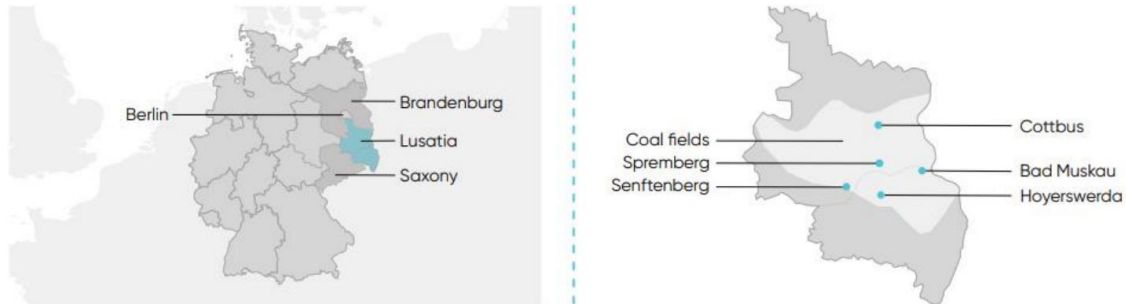 Berlin
Brandenburg
Lusatia
Saxony
Coal fields
Spremberg
Senftenberg
Cottbus
Bad Muskau
Hoyerswerda